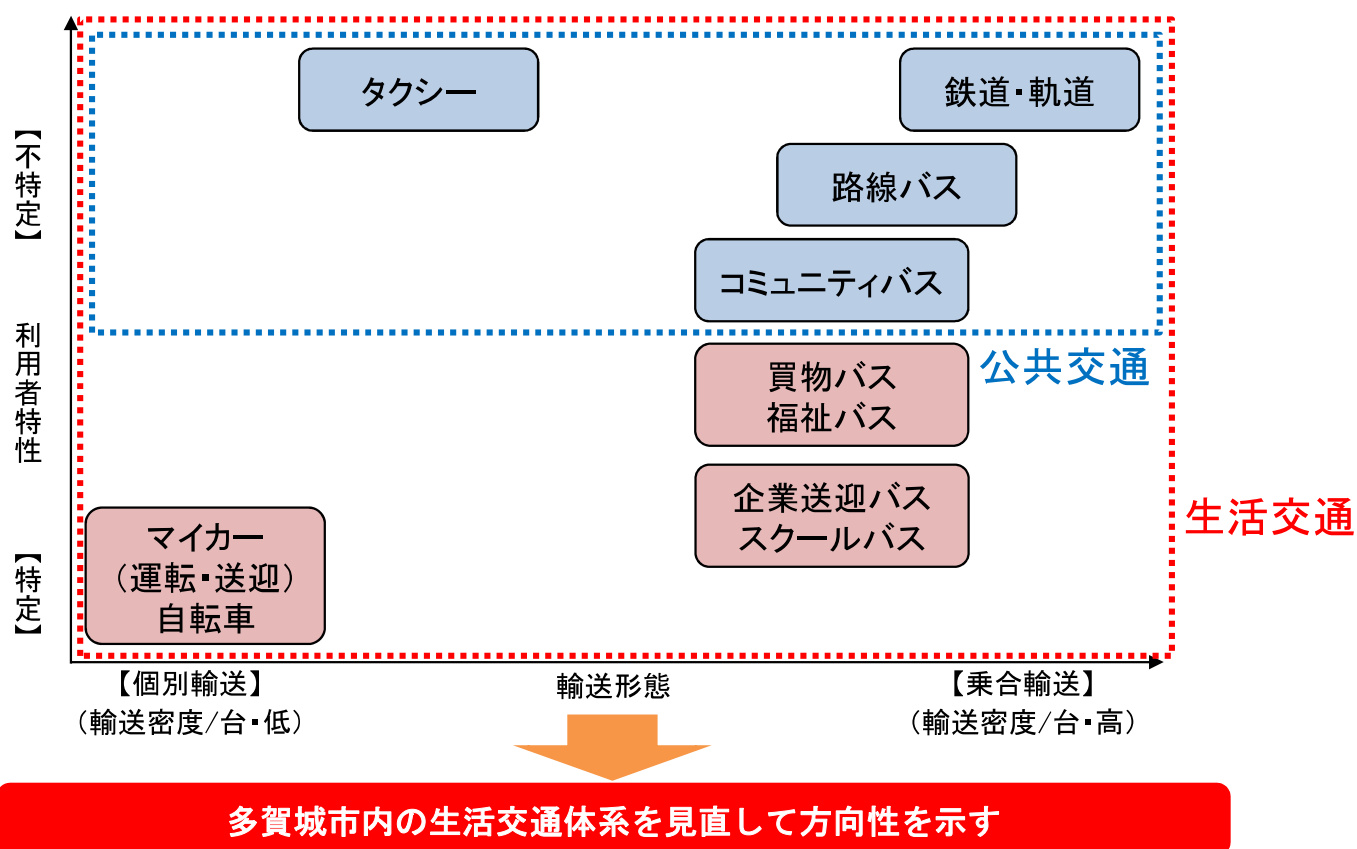 タクシー
鉄道・軌道
路線バス
コミュニティバス
公共交通
買物バス
福祉バス
企業送迎バス
スクールバス
生活交通
マイカー
（運転・送迎）
自転車
【不特定】
利用者特性
【特定】
【個別輸送】
（輸送密度/台・低）
輸送形態
【乗合輸送】
（輸送密度/台・高）
多賀城市内の生活交通体系を見直して方向性を示す